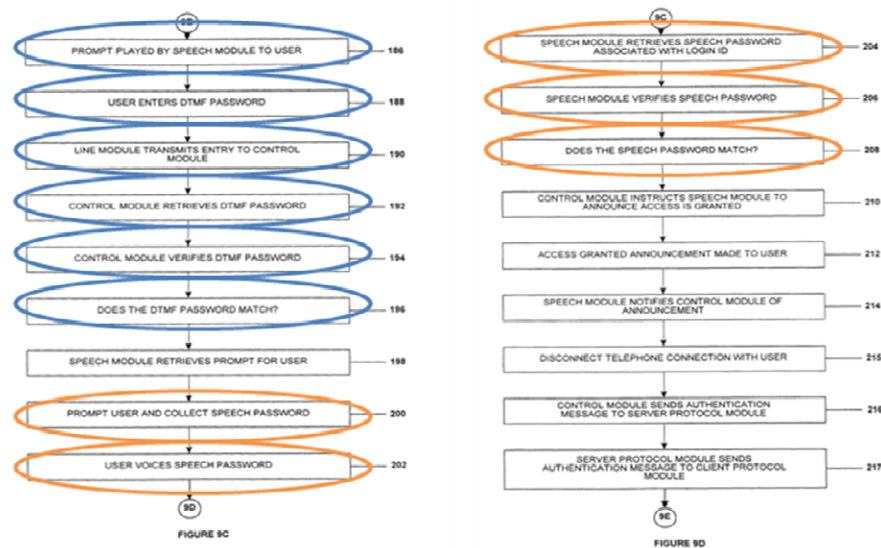 PROMPT PLAYED BY SPEECH MODULE TO USER
186
USER ENTERS DTMF PASSWORD
188
LINE MODULE TRANSMITS ENTRY TO CONTROL
MODULE
190
CONTROL MODULE RETRIEVES DTMF PASSWORD
192
CONTROL MODULE VERIFIES DTMF PASSWORD
194
DOES THE DTMF PASSWORD MATCH?
196
SPEECH MODULE RETRIEVES PROMPT FOR USER
198
PROMPT USER AND COLLECT SPEECH PASSWORD
200
USER VOICES SPEECH PASSWORD
202
9D
FIGURE 9C
9C
SPEECH MODULE RETRIEVES SPEECH PASSWORD
ASSOCIATED WITH LOGIN ID
204
SPEECH MODULE VERIFIES SPEECH PASSWORD
206
DOES THE SPEECH PASSWORD MATCH?
208
CONTROL MODULE INSTRUCTS SPEECH MODULE TO
ANNOUNCE ACCESS IS GRANTED
210
ACCESS GRANTED ANNOUNCEMENT MADE TO USER
212
SPEECH MODULE NOTIFIES CONTROL MODULE OF
ANNOUNCEMENT
214
DISCONNECT TELEPHONE CONNECTION WITH USER
215
CONTROL MODULE SENDS AUTHENTICATION
MESSAGE TO SERVER PROTOCOL MODULE
216
SERVER PROTOCOL MODULE SENDS
AUTHENTICATION MESSAGE TO CLIENT PROTOCOL
MODULE
217
9E
FIGURE 9D